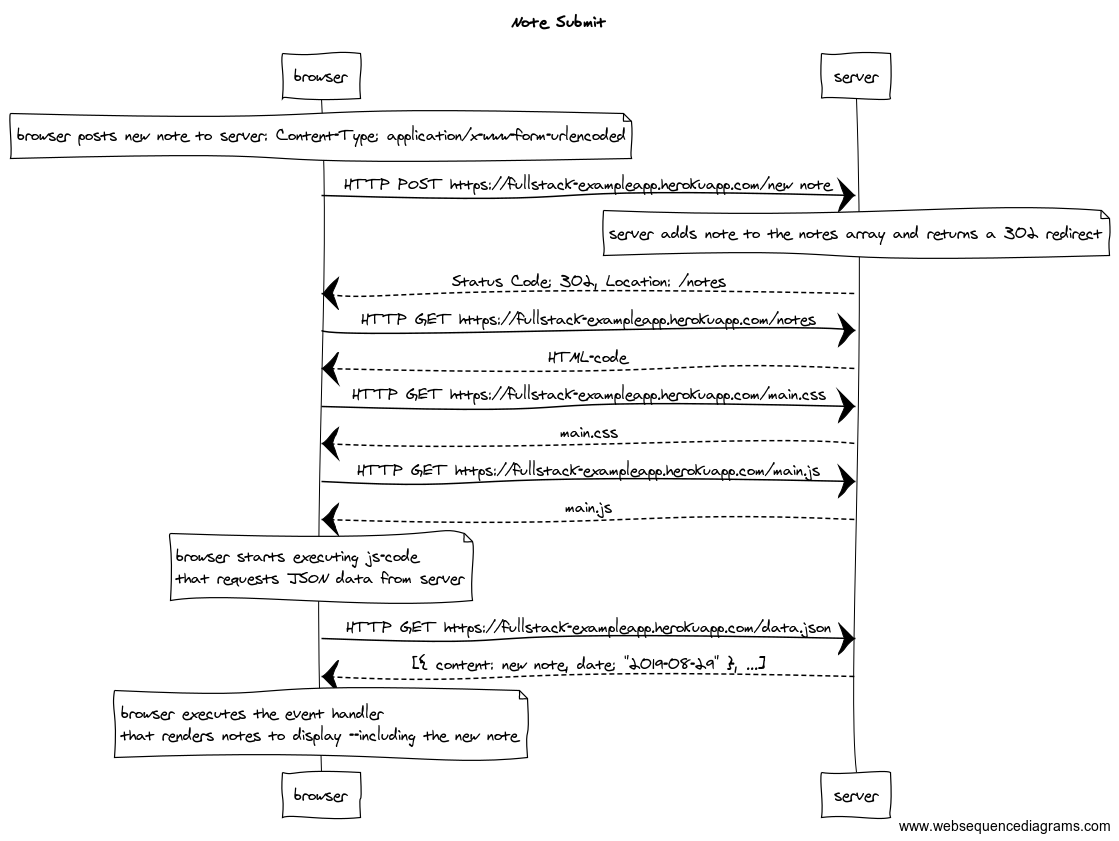 Note Submit
browser
server
browser posts new note to server: Content-Type: application/x-www-form-urlencoded
HTTP POST https://fullstack-exampleapp.herokuapp.com/new note
server adds note to the notes array and returns a 302 redirect
Status Code: 302, Location: /notes
HTTP GET https://fullstack-exampleapp.herokuapp.com/notes
HTML-code
HTTP GET https://fullstack-exampleapp.herokuapp.com/main.css
main.css
HTTP GET https://fullstack-exampleapp.herokuapp.com/main.js
main.js
browser starts executing js-code
that requests JSON data from server
HTTP GET https://fullstack-exampleapp.herokuapp.com/data.json
[{ content: new note, date: "2019-08-29" }, ...]
browser executes the event handler
that renders notes to display --including the new note
browser
server
www.websequencediagrams.com